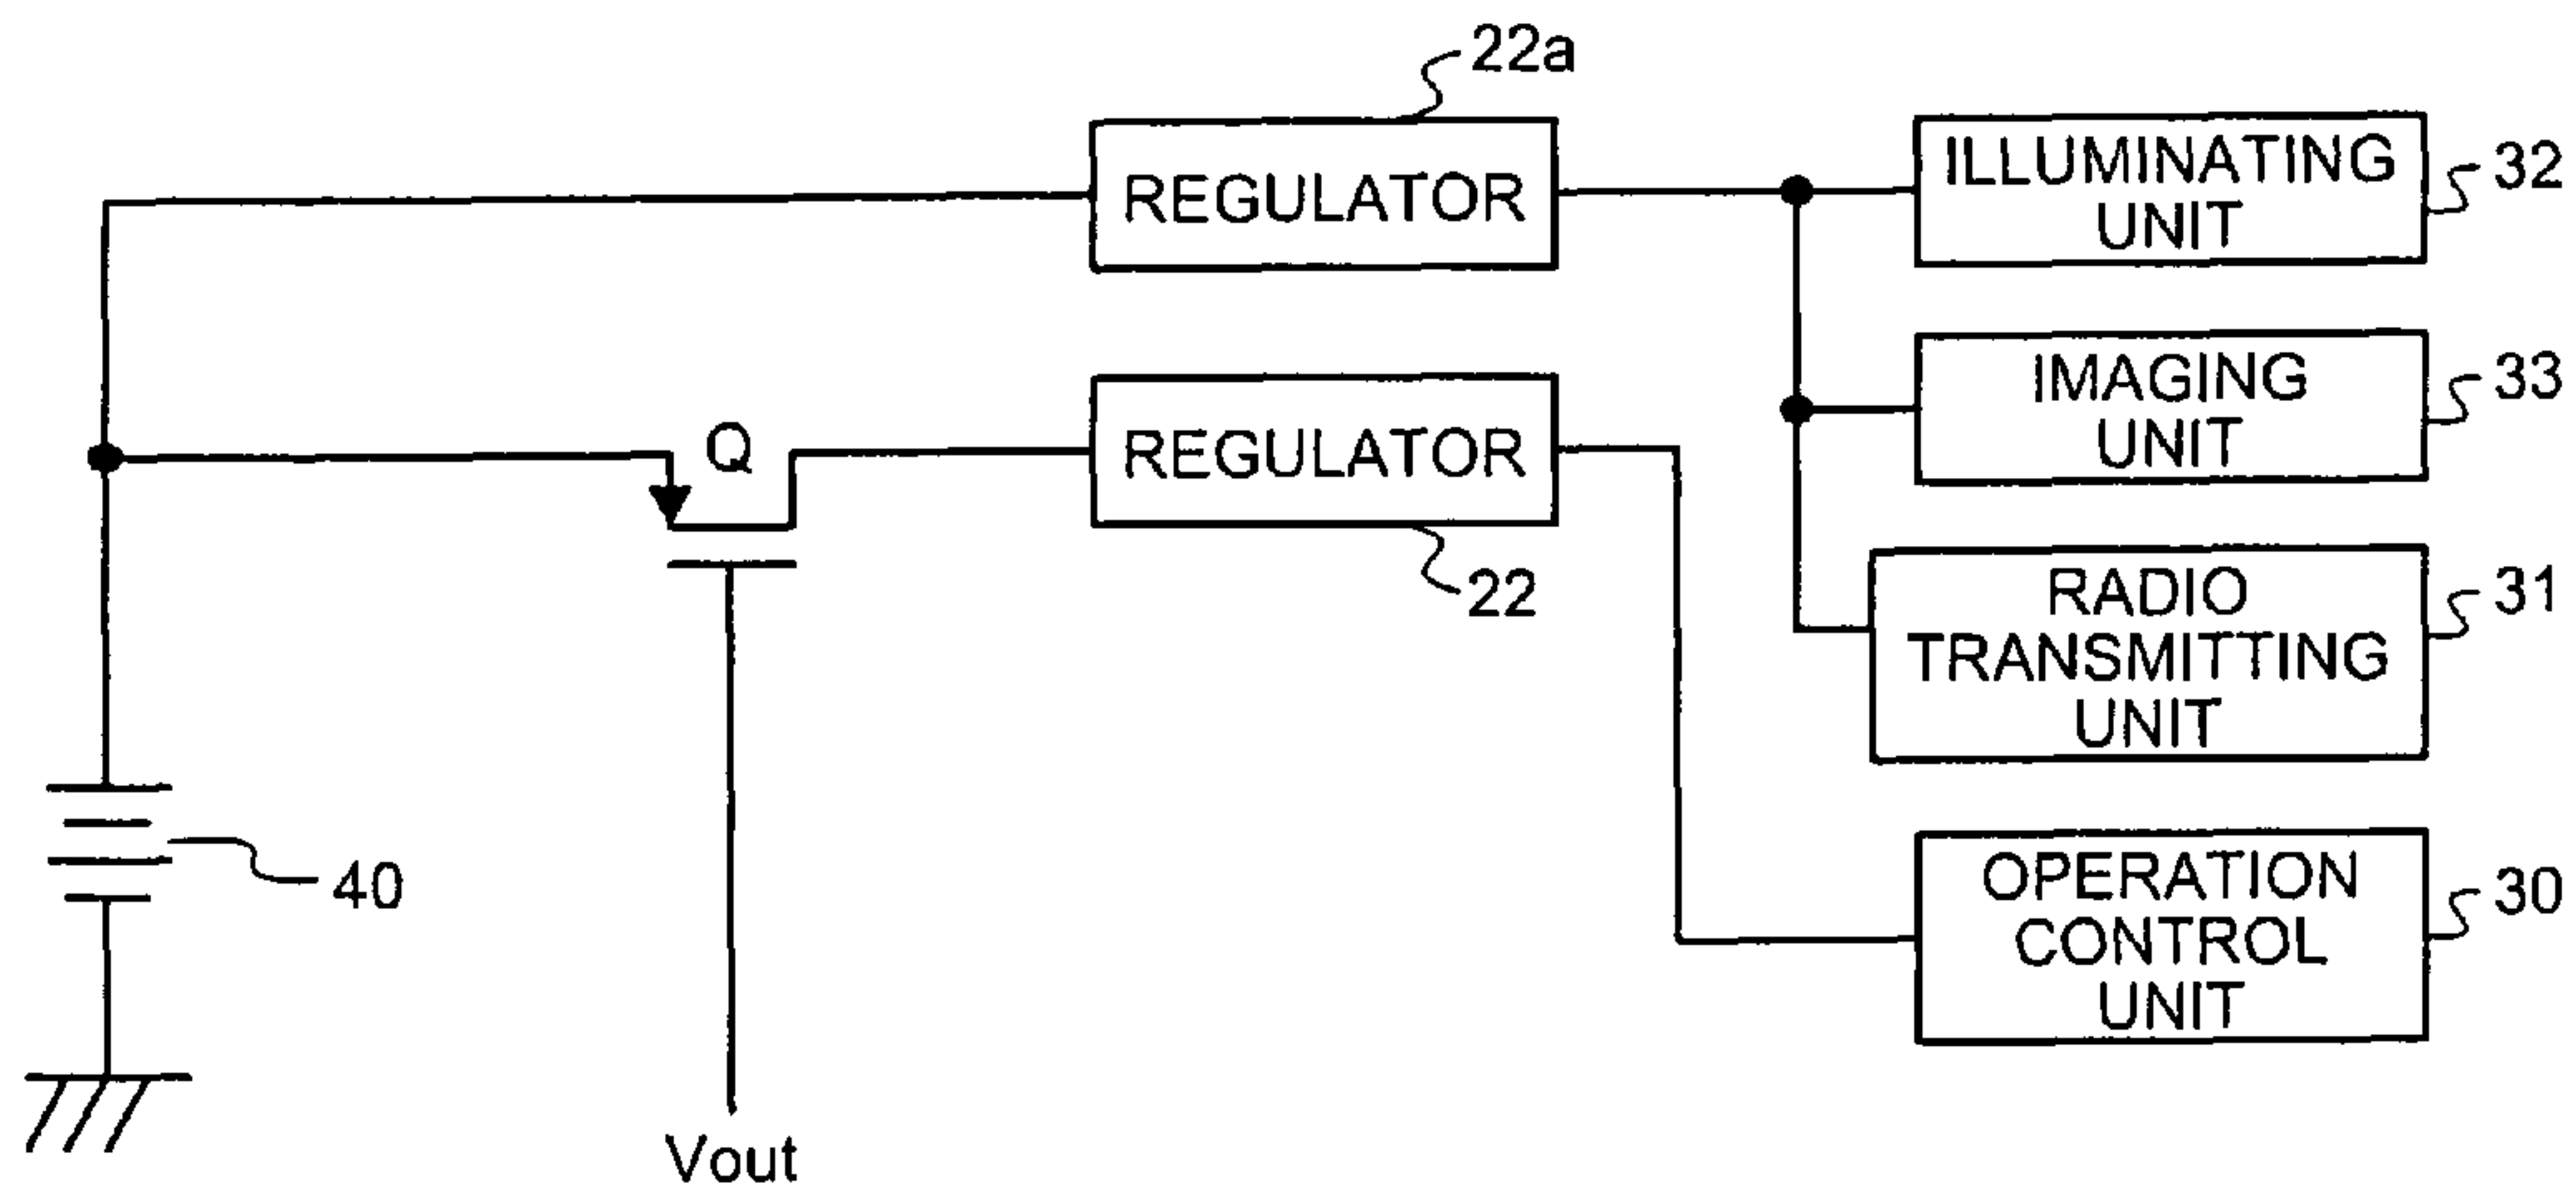 22a
REGULATOR
ILLUMINATING
UNIT
32
Q
REGULATOR
22
IMAGING
UNIT
33
RADIO
TRANSMITTING
UNIT
31
40
OPERATION
CONTROL
UNIT
30
Vout